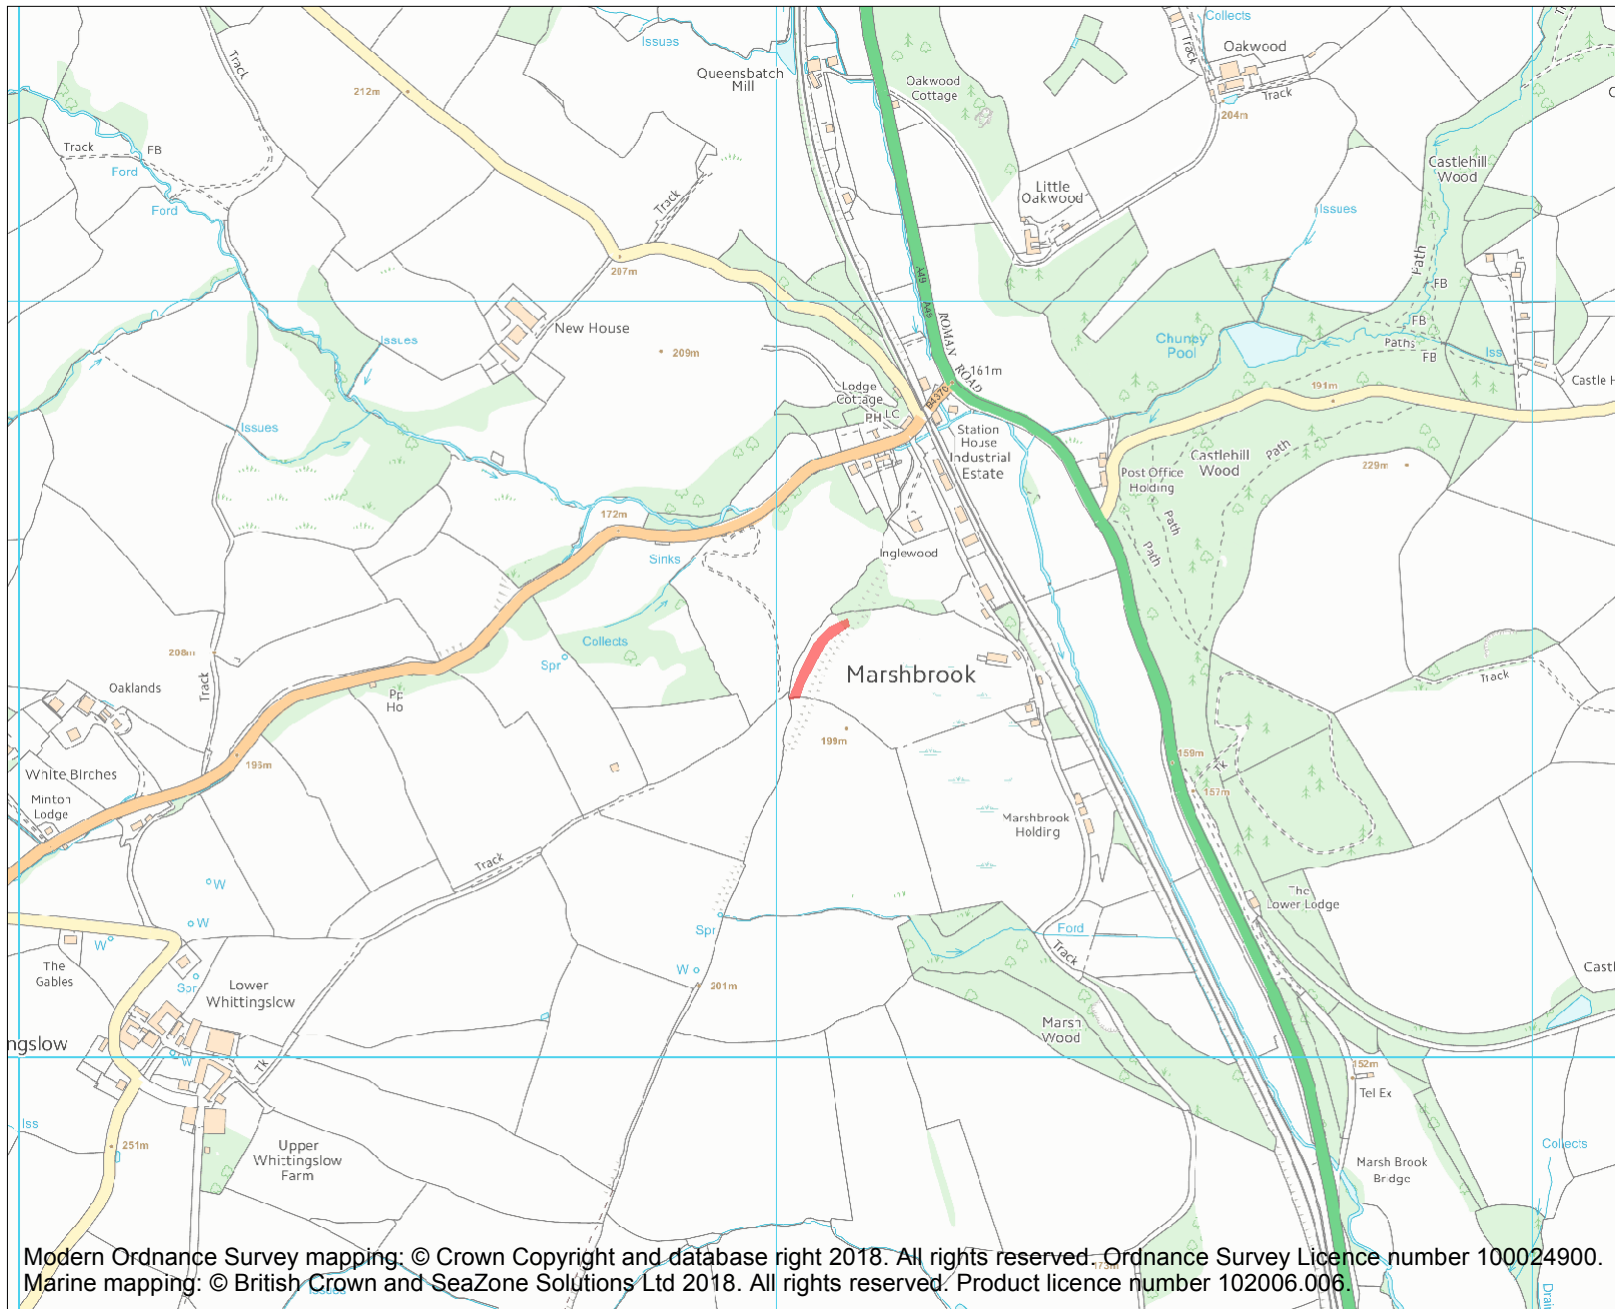 Collects
Issues
Track
Oakwood
Queensbatch
Mill
Oakwood
Cottage
Track
Track
212m
204m
Track
FB
Castlehill
Wood
Ford
Little
Oakwood
Track
Ford
Issues
Path
207m
A49
FB
A49
ROMAN ROAD
New House
Issues
FB
Chuney
Pool
Paths
FB
Iss
209m
161m
Lodge
Cottage
B4370
191m
Castle H
PH
LC
Issues
Station
House
Industrial
Estate
Path
Castlehill
Wood
229m
Post Office
Holding
172m
Path
Inglewood
Path
Sinks
Collects
208m
Spr
Marshbrook
Oaklands
Track
Track
Pp
Ho
199m
159m
196m
Tk
White Birches
157m
Minton
Lodge
Marshbrook
Holding
Track
W
The
Lower Lodge
W
W
Spr
Ford
Track
The
Gables
W
Castl
Spr
201m
Lower
Whittingslow
Marsh
Wood
ngslow
W
Tk
152m
Tel Ex
Iss
251m
Collects
Upper
Whittingslow
Farm
Marsh Brook
Bridge
Modern Ordnance Survey mapping: © Crown Copyright and database right 2018. All rights reserved. Ordnance Survey Licence number 100024900.
173m
Marine mapping: © British Crown and SeaZone Solutions Ltd 2018. All rights reserved. Product licence number 102006.006.
Issues